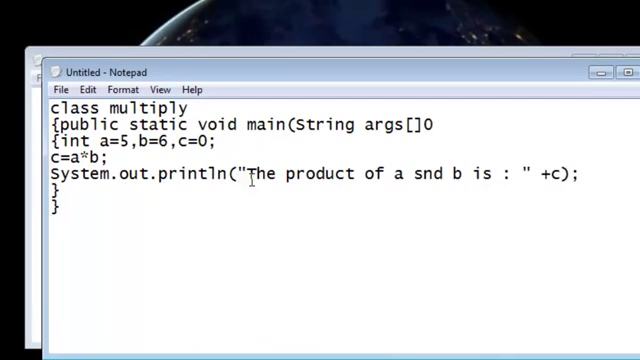 Untitled - Notepad
File Edit Format View Help
class multiply
{public static void main(String args[]O
{int a=5,b=6,c=0;
c=a*b;
System.out.println("The product of a snd b is : " +c);
}
}